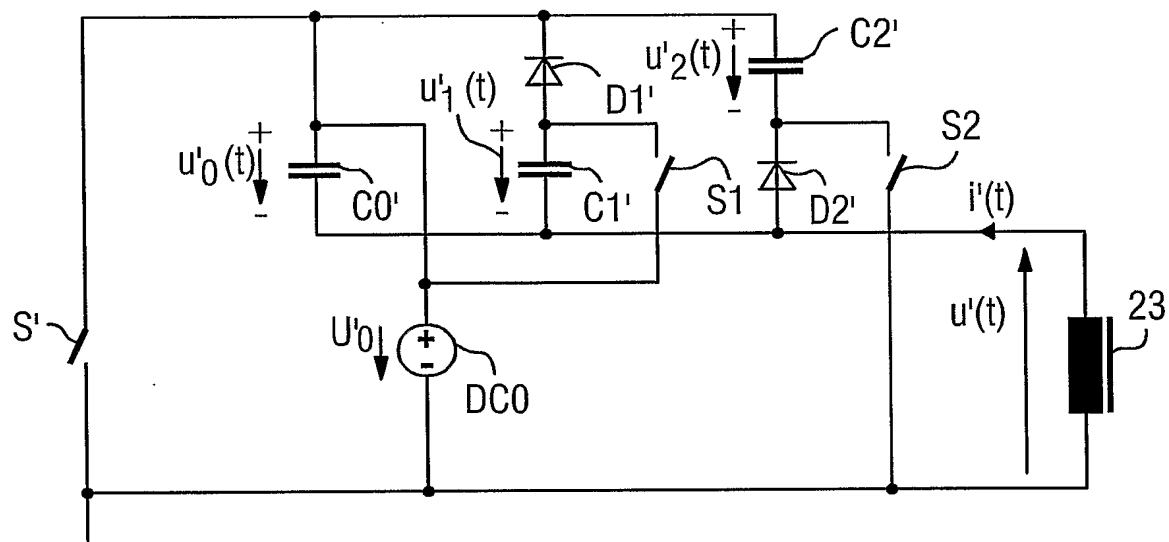 +
u'2(t)
-
C2'
u'1(t)
+
-
D1'
+
u'0(t)
-
C0'
C1'
S1
D2'
S2
i'(t)
S'
U'0
+
-
DC0
u'(t)
23